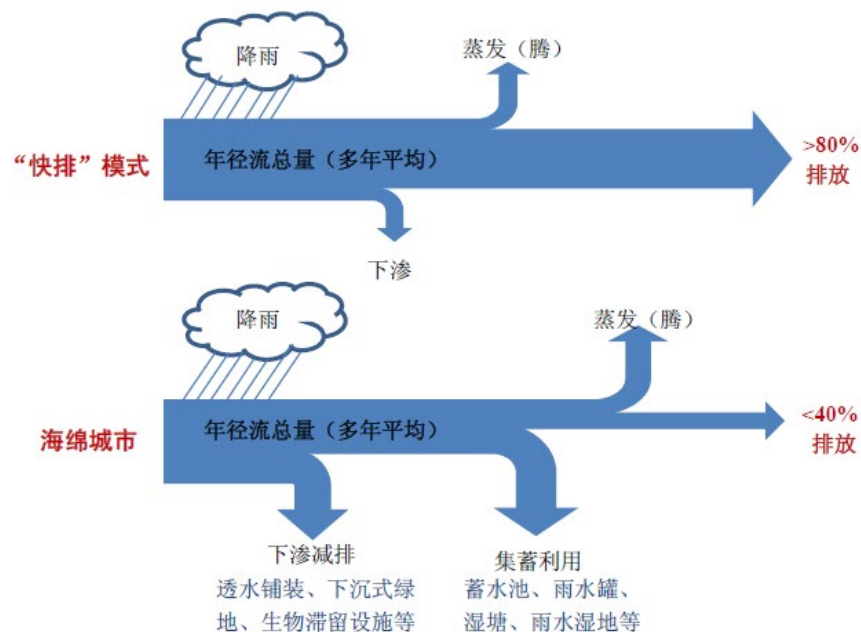 降雨
蒸发（腾）
“快排”模式
年径流总量（多年平均）
>80%
排放
下渗
降雨
蒸发（腾）
海绵城市
年径流总量（多年平均）
<40%
排放
下渗减排
透水铺装、下沉式绿
地、生物滞留设施等
集蓄利用
蓄水池、雨水罐、
湿塘、雨水湿地等